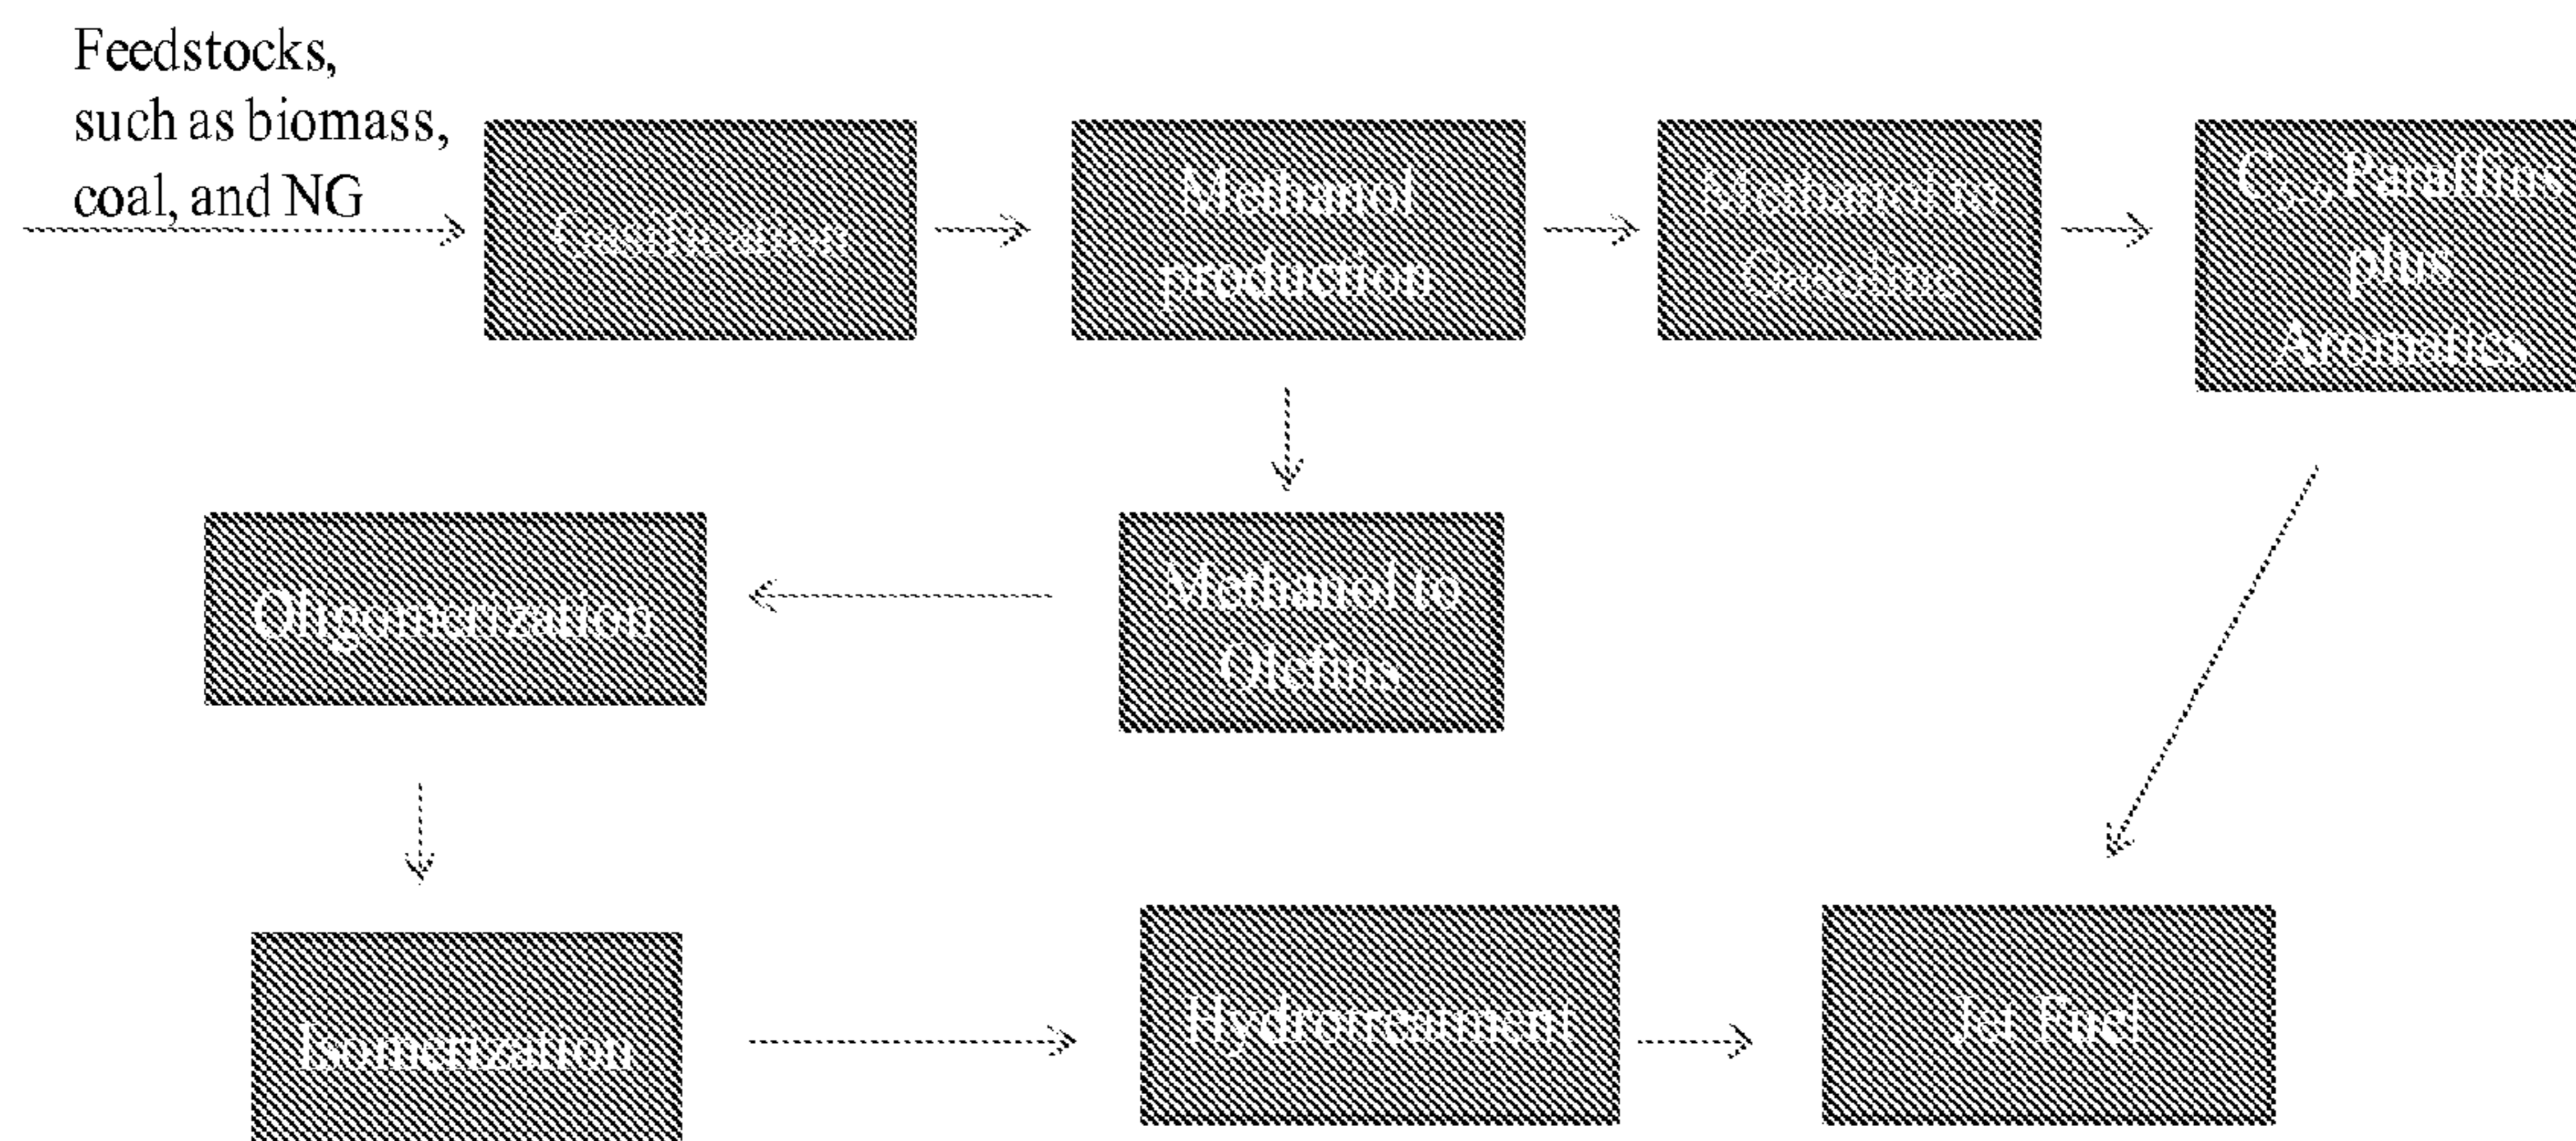 Feedstocks,
such as biomass,
coal, and NG
Gasification
Methanol
production
Methanol to
Gasoline
Paraffins
plus
Aromatics
Oligomerization
Methanol to
Olefins
Isomerization
Hydrotreatment
Jet Fuel